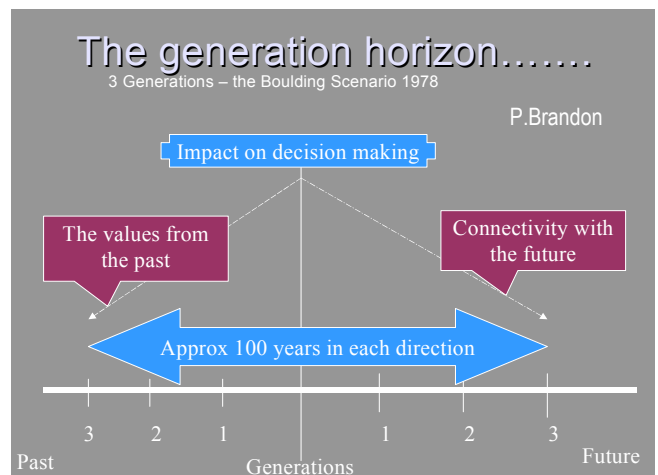 The generation horizon.......
3 Generations – the Boulding Scenario 1978
P.Brandon
Impact on decision making
The values from
the past
Connectivity with
the future
Approx 100 years in each direction
3 2 1 1 2 3
Past Generations Future